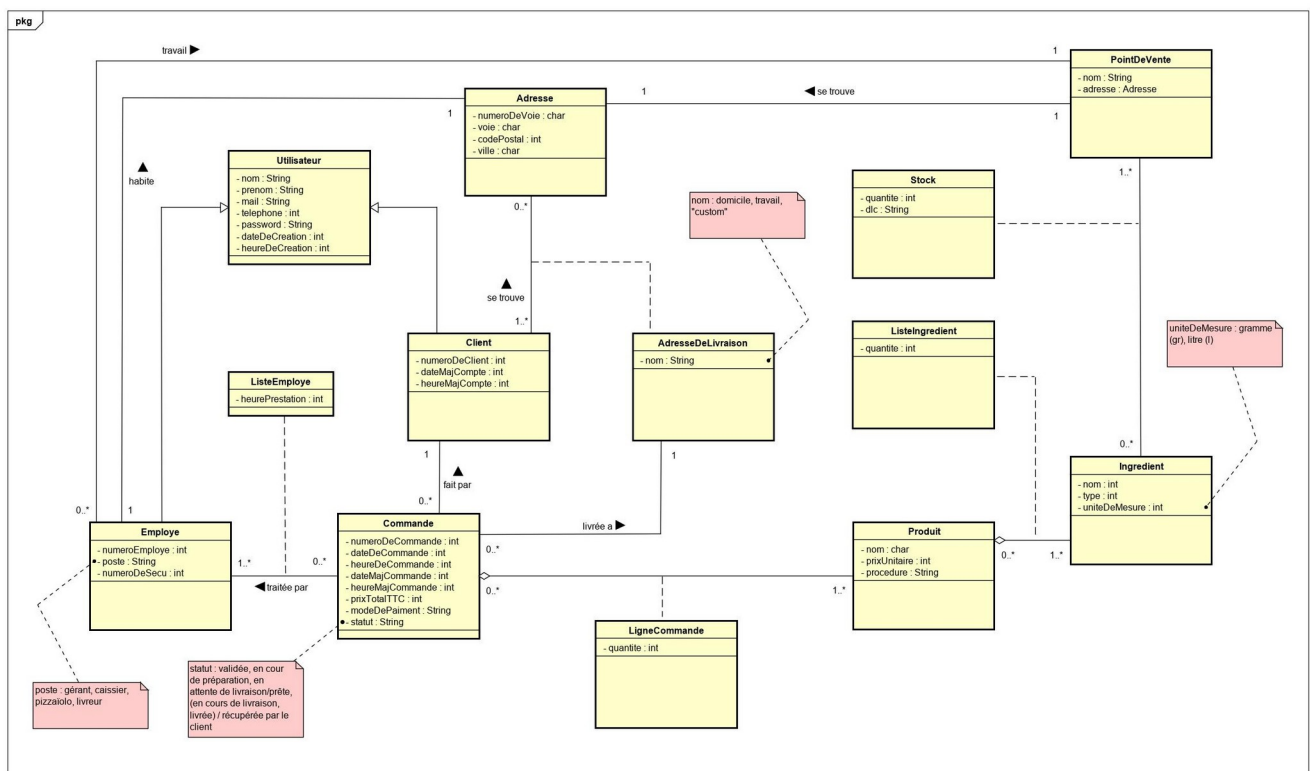 pkg
travail ►
1
PointDeVente
- nom : String
- adresse : Adresse
1
◄ se trouve
1
1
Adresse
- numeroDeVoie : char
- voie : char
- codePostal : int
- ville : char
▲
habite
Utilisateur
- nom : String
- prenom : String
- mail : String
- telephone : int
- password : String
- dateDeCreation : int
- heureDeCreation : int
0..*
nom : domicile, travail,
"custom"
Stock
- quantite : int
- dlc : String
1..*
▲
se trouve
1..*
Client
- numeroDeClient : int
- dateMajCompte : int
- heureMajCompte : int
AdresseDeLivraison
- nom : String
ListeIngredient
- quantite : int
uniteDeMesure : gramme
(gr), litre (l)
ListeEmploye
- heurePrestation : int
1
▲
fait par
0..*
1
0..*
Ingredient
- nom : int
- type : int
- uniteDeMesure : int
0..*
1
Employe
- numeroEmploye : int
- poste : String
- numeroDeSecu : int
1..*
◄ traitée par
0..*
Commande
- numeroDeCommande : int
- dateDeCommande : int
- heureDeCommande : int
- dateMajCommande : int
- heureMajCommande : int
- prixTotalTTC : int
- modeDePaiment : String
- statut : String
livrée a ►
0..*
0..*
1..*
Produit
- nom : char
- prixUnitaire : int
- procedure : String
0..*
1..*
LigneCommande
- quantite : int
poste : gérant, caissier,
pizzaïolo, livreur
statut : validée, en cour
de préparation, en
attente de livraison/prête,
(en cours de livraison,
livrée) / récupérée par le
client